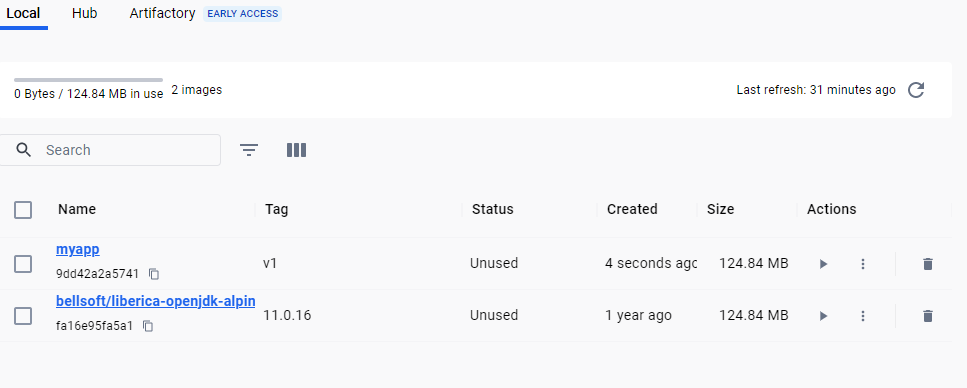 Local Hub Artifactory EARLY ACCESS
0 Bytes / 124.84 MB in use 2 images Last refresh: 31 minutes ago
Search
Name Tag Status Created Size Actions
myapp
9dd42a2a5741 v1 Unused 4 seconds agc 124.84 MB
bellsoft/liberica-openjdk-alpin
fa16e95fa5a1 11.0.16 Unused 1 year ago 124.84 MB